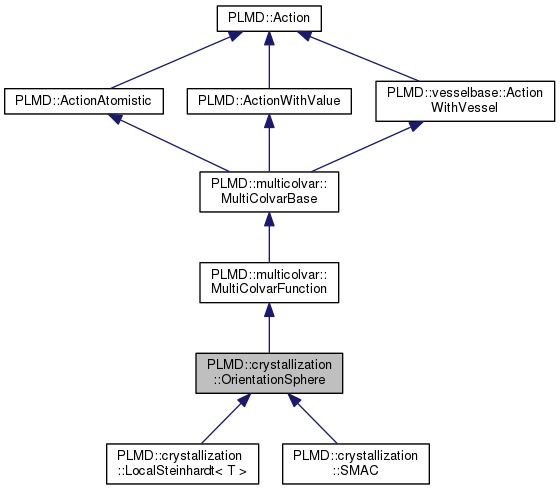 PLMD::Action
PLMD::ActionAtomistic
PLMD::ActionWithValue
PLMD::vesselbase::Action
WithVessel
PLMD::multicolvar::
MultiColvarBase
PLMD::multicolvar::
MultiColvarFunction
PLMD::crystallization
::OrientationSphere
PLMD::crystallization
::LocalSteinhardt< T >
PLMD::crystallization
::SMAC